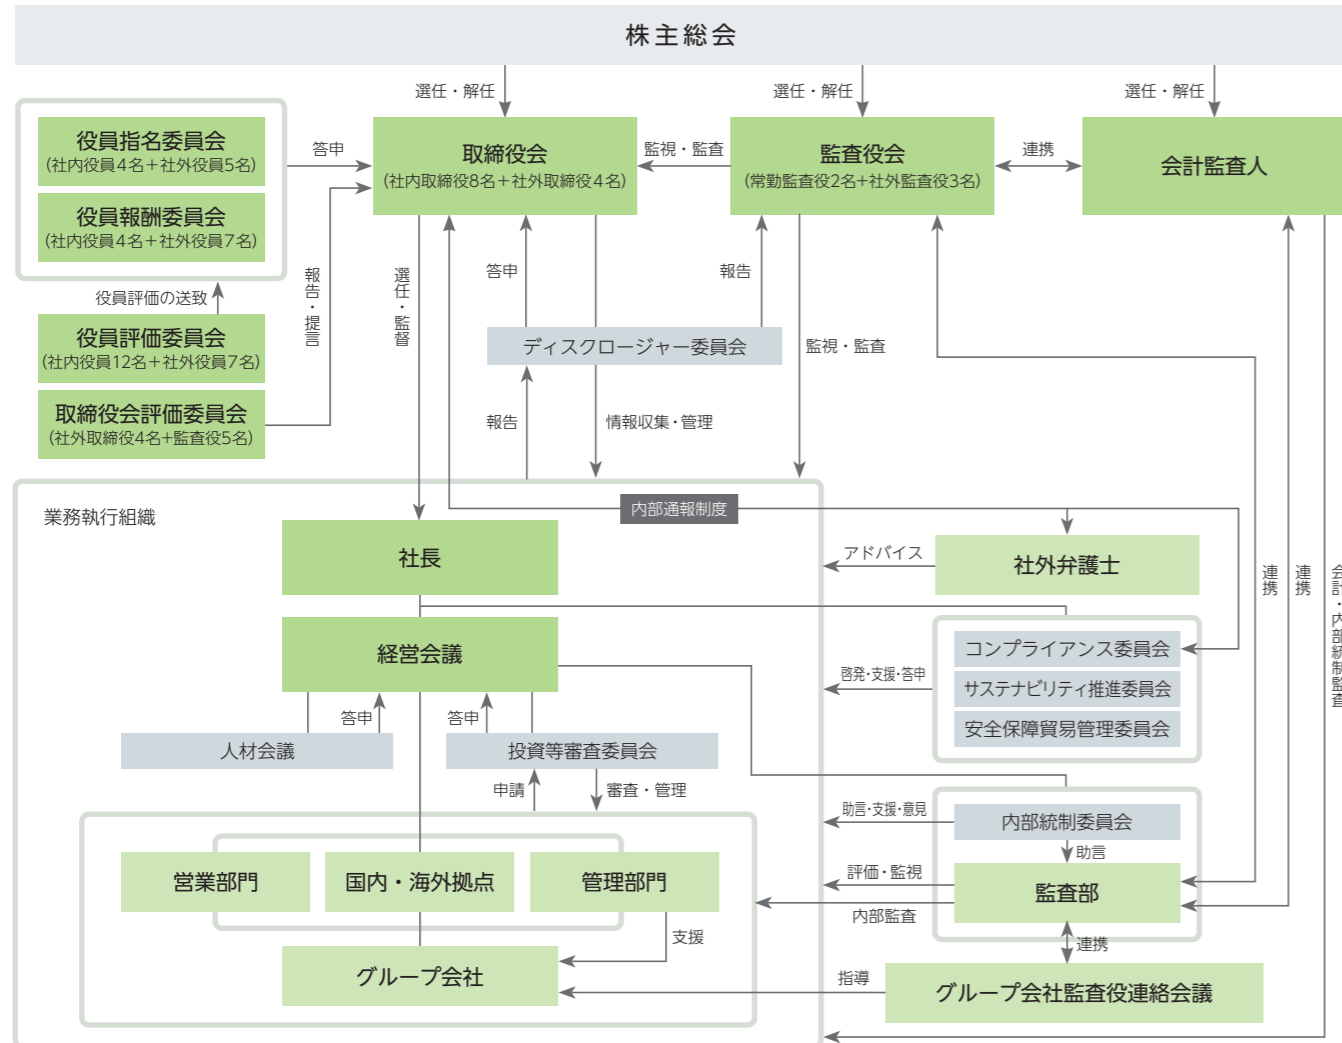 株主総会
選任・解任
選任・解任
選任・解任
役員指名委員会
(社内役員4名＋社外役員5名)
役員報酬委員会
(社内役員4名＋社外役員7名)
答申
取締役会
(社内取締役8名＋社外取締役4名)
監視・監査
監査役会
(常勤監査役2名＋社外監査役3名)
連携
会計監査人
役員評価の送致
役員評価委員会
(社内役員12名＋社外役員7名)
取締役会評価委員会
(社外取締役4名+監査役5名)
報告・提言
選任・監督
答申
報告
ディスクロージャー委員会
監視・監査
報告
情報収集・管理
業務執行組織
内部通報制度
社長
アドバイス
社外弁護士
連携
連携
会計・内部統制監査
経営会議
コンプライアンス委員会
啓発・支援・答申
サステナビリティ推進委員会
安全保障貿易管理委員会
答申
答申
人材会議
投資等審査委員会
申請
審査・管理
助言・支援・意見
内部統制委員会
助言
営業部門
国内・海外拠点
管理部門
評価・監視
監査部
内部監査
支援
連携
グループ会社
指導
グループ会社監査役連絡会議